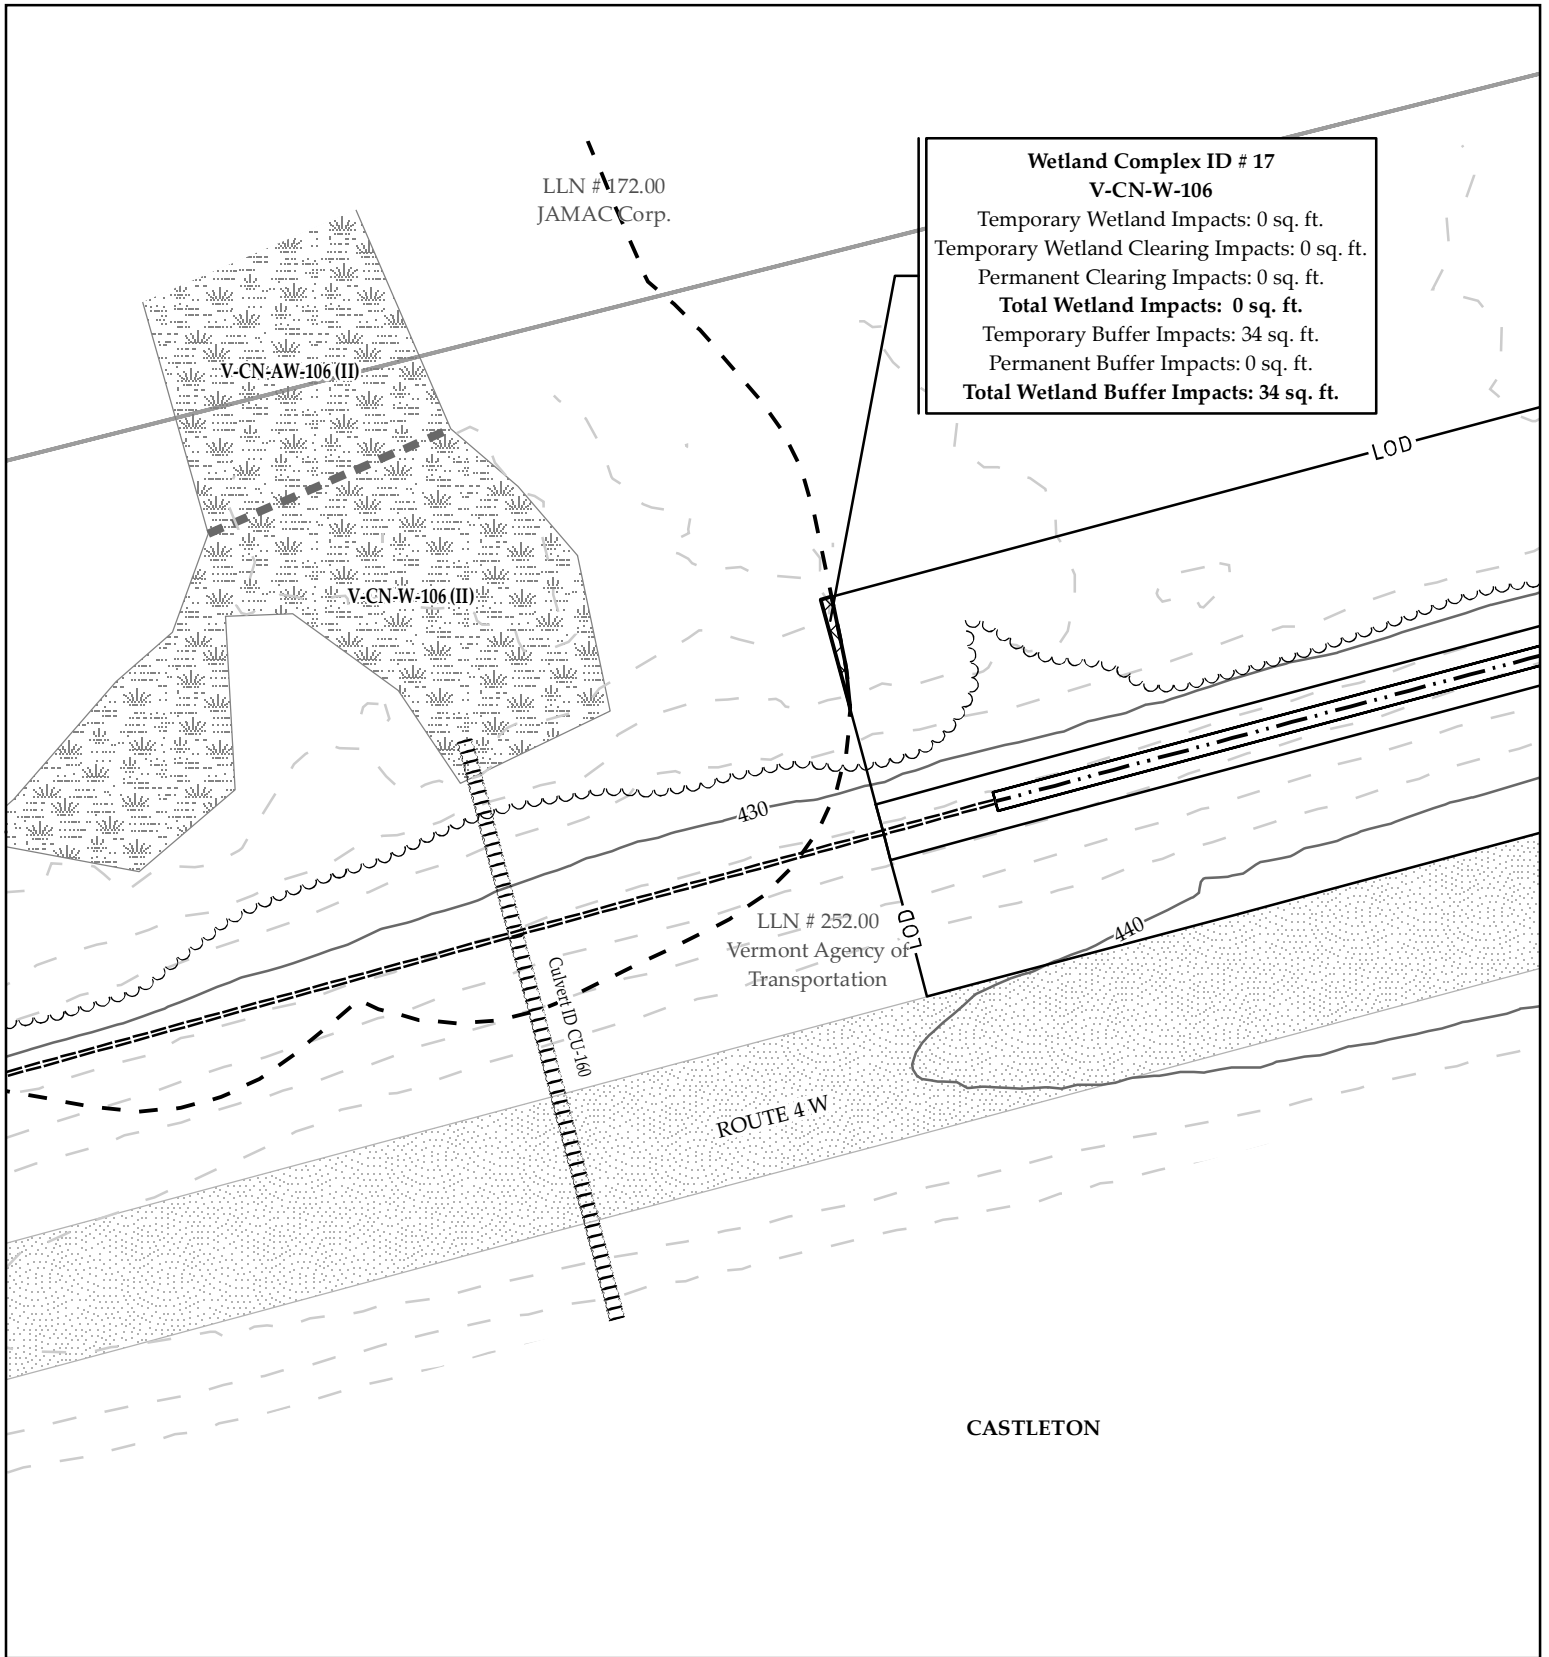 LLN # 172.00
JAMAC Corp.
Wetland Complex ID # 17
V-CN-W-106
Temporary Wetland Impacts: 0 sq. ft.
Temporary Wetland Clearing Impacts: 0 sq. ft.
Permanent Clearing Impacts: 0 sq. ft.
Total Wetland Impacts: 0 sq. ft.
Temporary Buffer Impacts: 34 sq. ft.
Permanent Buffer Impacts: 0 sq. ft.
Total Wetland Buffer Impacts: 34 sq. ft.
V-CN-AW-106 (II)
LOD
V-CN-W-106 (II)
430
LLN # 252.00
Vermont Agency of
Transportation
LOD
440
Culvert ID CU-160
ROUTE 4 W
CASTLETON